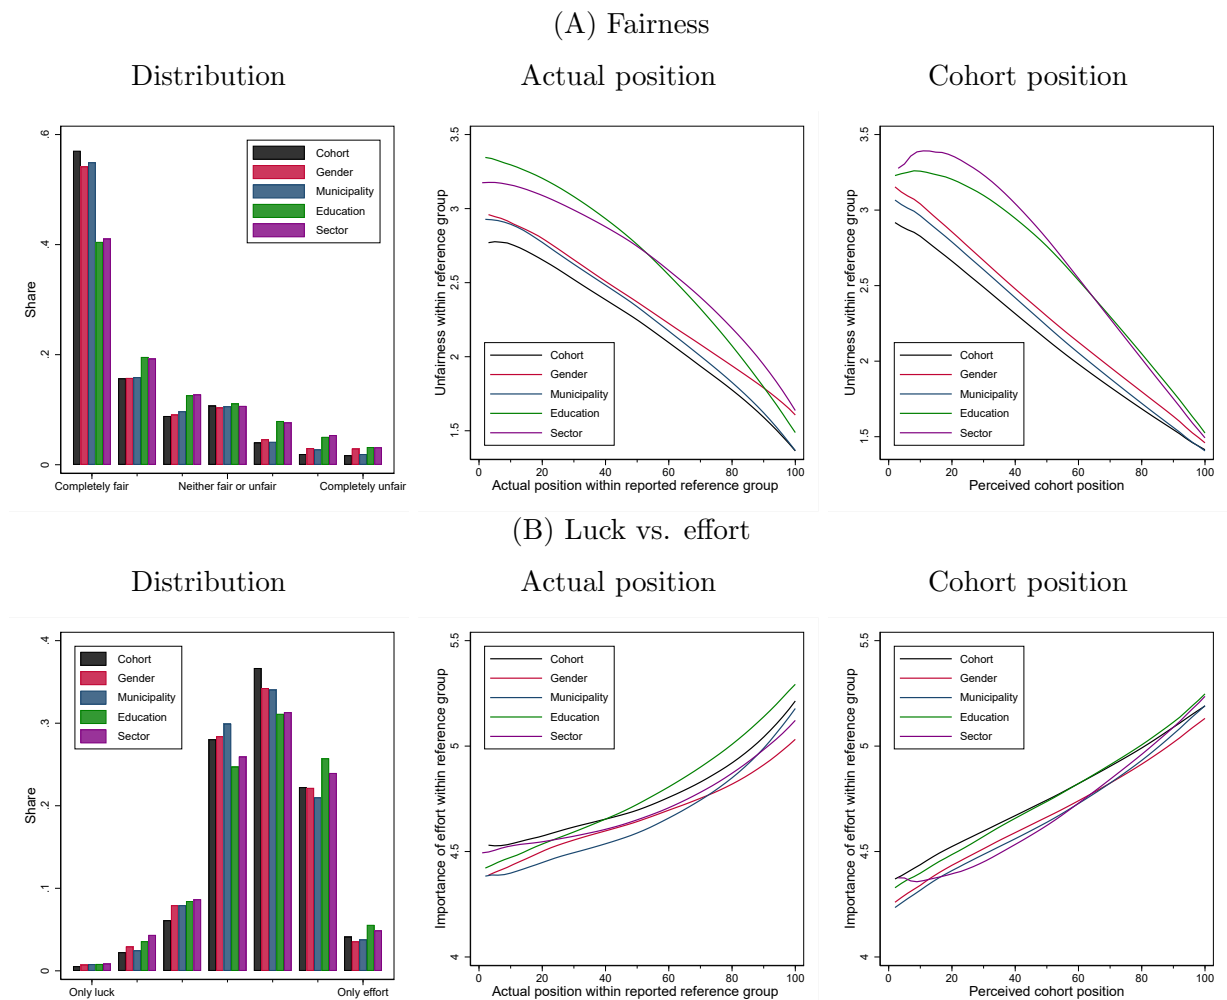 (A) Fairness
Distribution
Actual position
Cohort position
Share
0
.2
.4
.6
Cohort
Gender
Municipality
Education
Sector
Completely fair
Neither fair or unfair
Completely unfair
Unfairness within reference group
1.5
2
2.5
3
3.5
Cohort
Gender
Municipality
Education
Sector
0 20 40 60 80 100
Actual position within reported reference group
Unfairness within reference group
1.5
2
2.5
3
3.5
Cohort
Gender
Municipality
Education
Sector
0 20 40 60 80 100
Perceived cohort position
(B) Luck vs. effort
Distribution
Actual position
Cohort position
Share
0
.1
.2
.3
.4
Cohort
Gender
Municipality
Education
Sector
Only luck
Only effort
Importance of effort within reference group
4
4.5
5
5.5
Cohort
Gender
Municipality
Education
Sector
0 20 40 60 80 100
Actual position within reported reference group
Importance of effort within reference group
4
4.5
5
5.5
Cohort
Gender
Municipality
Education
Sector
0 20 40 60 80 100
Perceived cohort position